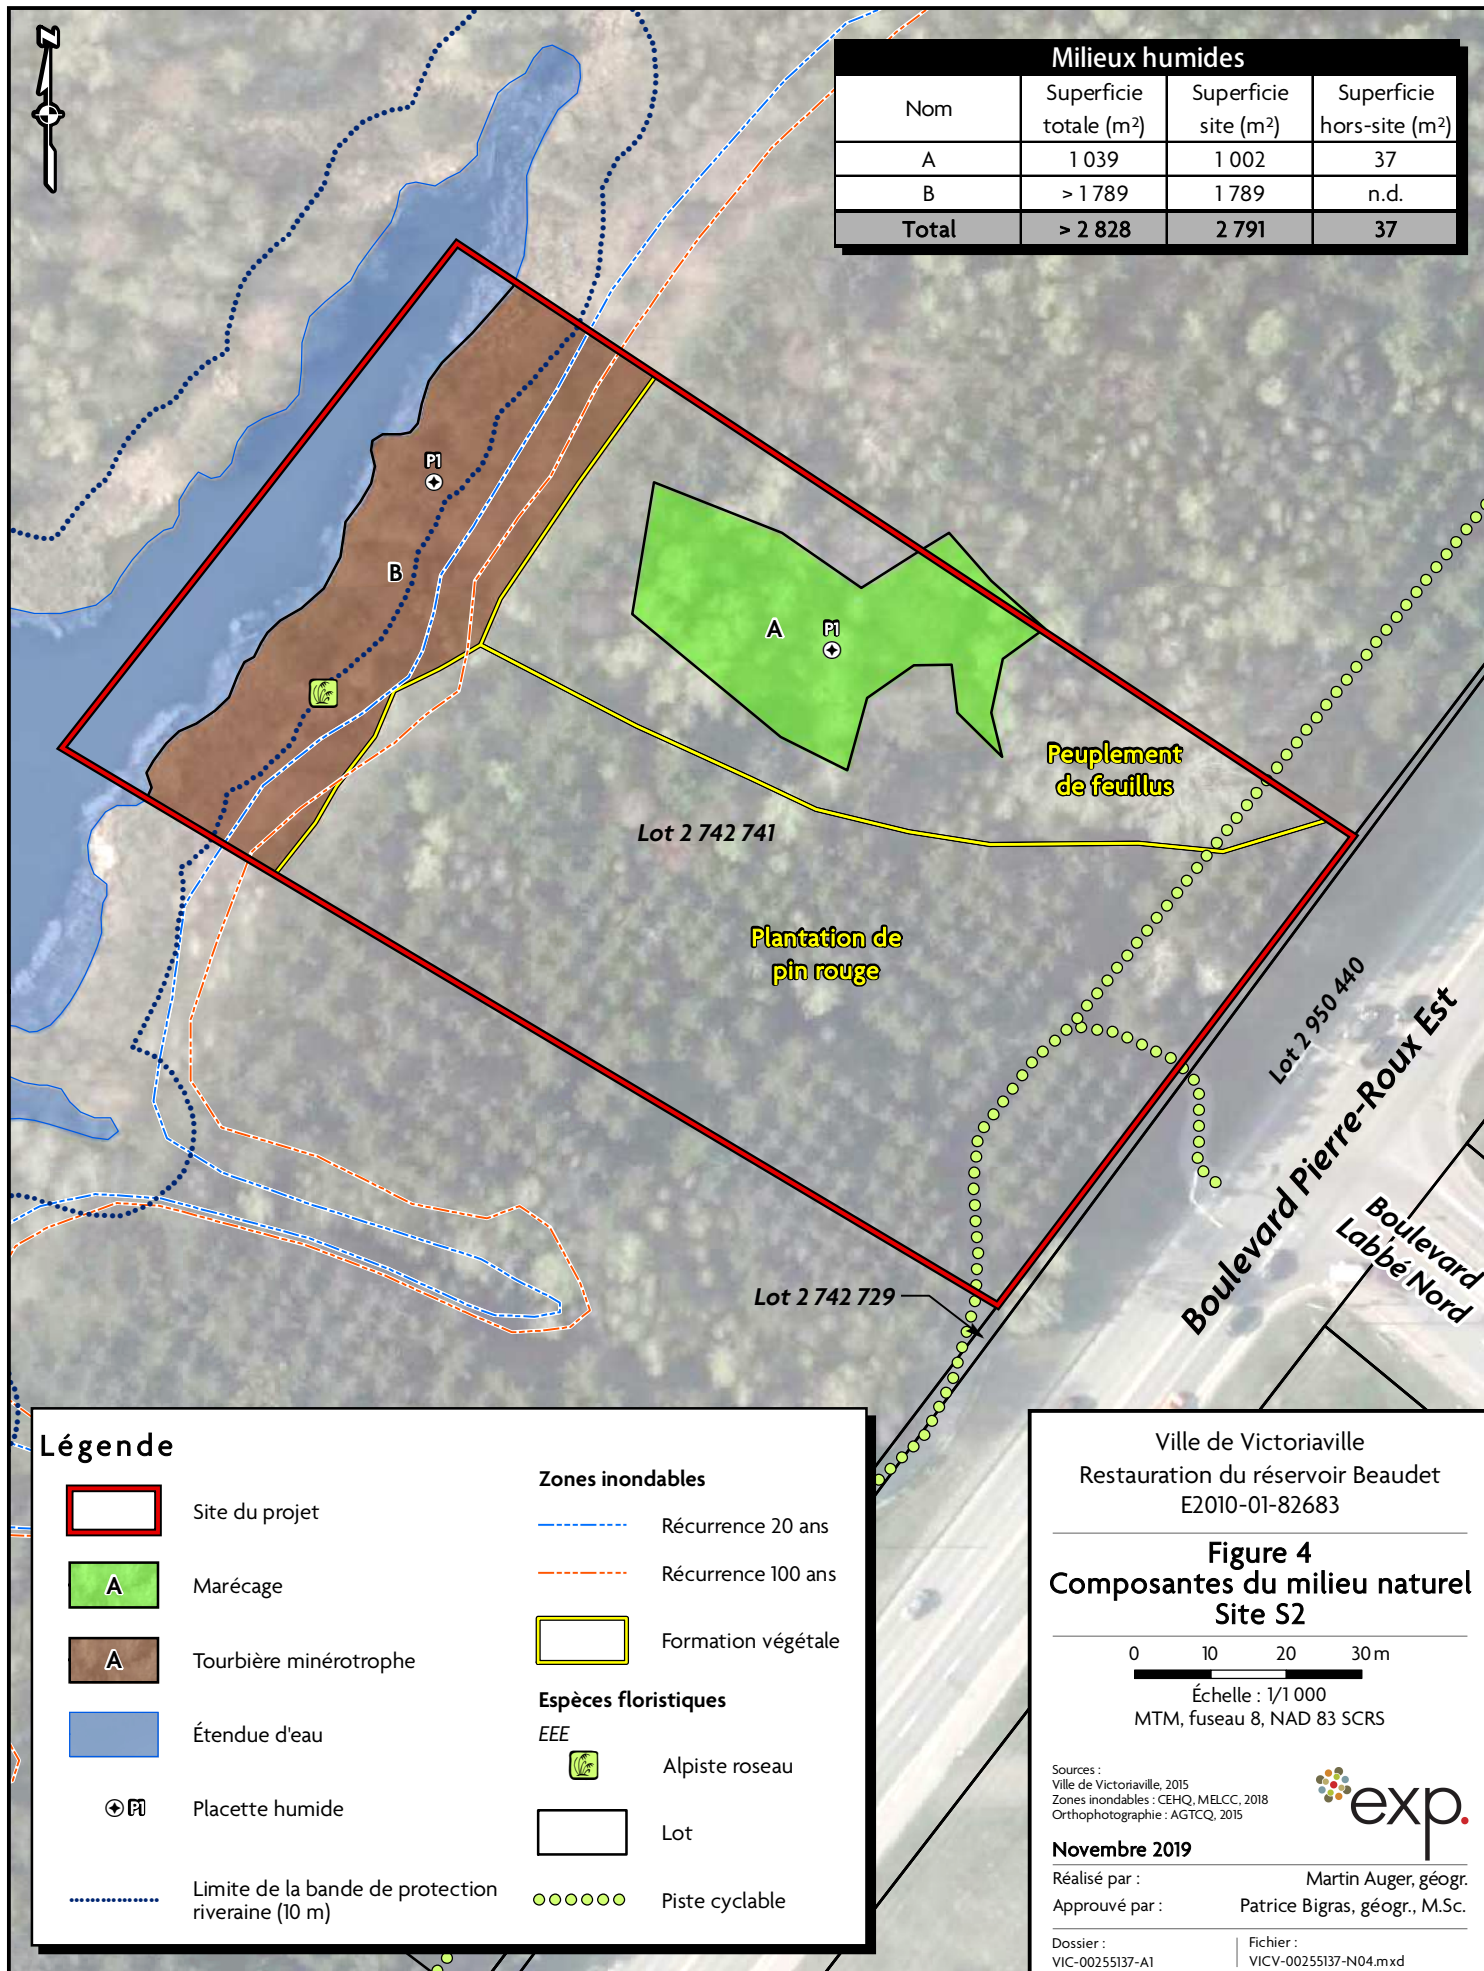 N
Milieux humides
Nom Superficie totale (m²) Superficie site (m²) Superficie hors-site (m²)
A 1 039 1 002 37
B > 1 789 1 789 n.d.
Total > 2 828 2 791 37
P1
B
A
P1
Peuplement
de feuillus
Lot 2 742 741
Plantation de
pin rouge
Lot 2 950 440
Boulevard Pierre-Roux Est
Boulevard
Labbé Nord
Lot 2 742 729
Légende
Site du projet
A Marécage
A Tourbière minérotrophe
Étendue d'eau
P1 Placette humide
Limite de la bande de protection
riveraine (10 m)
Zones inondables
Récurrence 20 ans
Récurrence 100 ans
Formation végétale
Espèces floristiques
EEE
Alpiste roseau
Lot
Piste cyclable
Ville de Victoriaville
Restauration du réservoir Beaudet
E2010-01-82683
Figure 4
Composantes du milieu naturel
Site S2
0 10 20 30 m
Échelle : 1/1 000
MTM, fuseau 8, NAD 83 SCRS
Sources :
Ville de Victoriaville, 2015
Zones inondables : CEHQ, MELCC, 2018
Orthophotographie : AGTCQ, 2015
exp.
Novembre 2019
Réalisé par : Martin Auger, géogr.
Approuvé par : Patrice Bigras, géogr., M.Sc.
Dossier : Fichier :
VIC-00255137-A1 VICV-00255137-N04.mxd